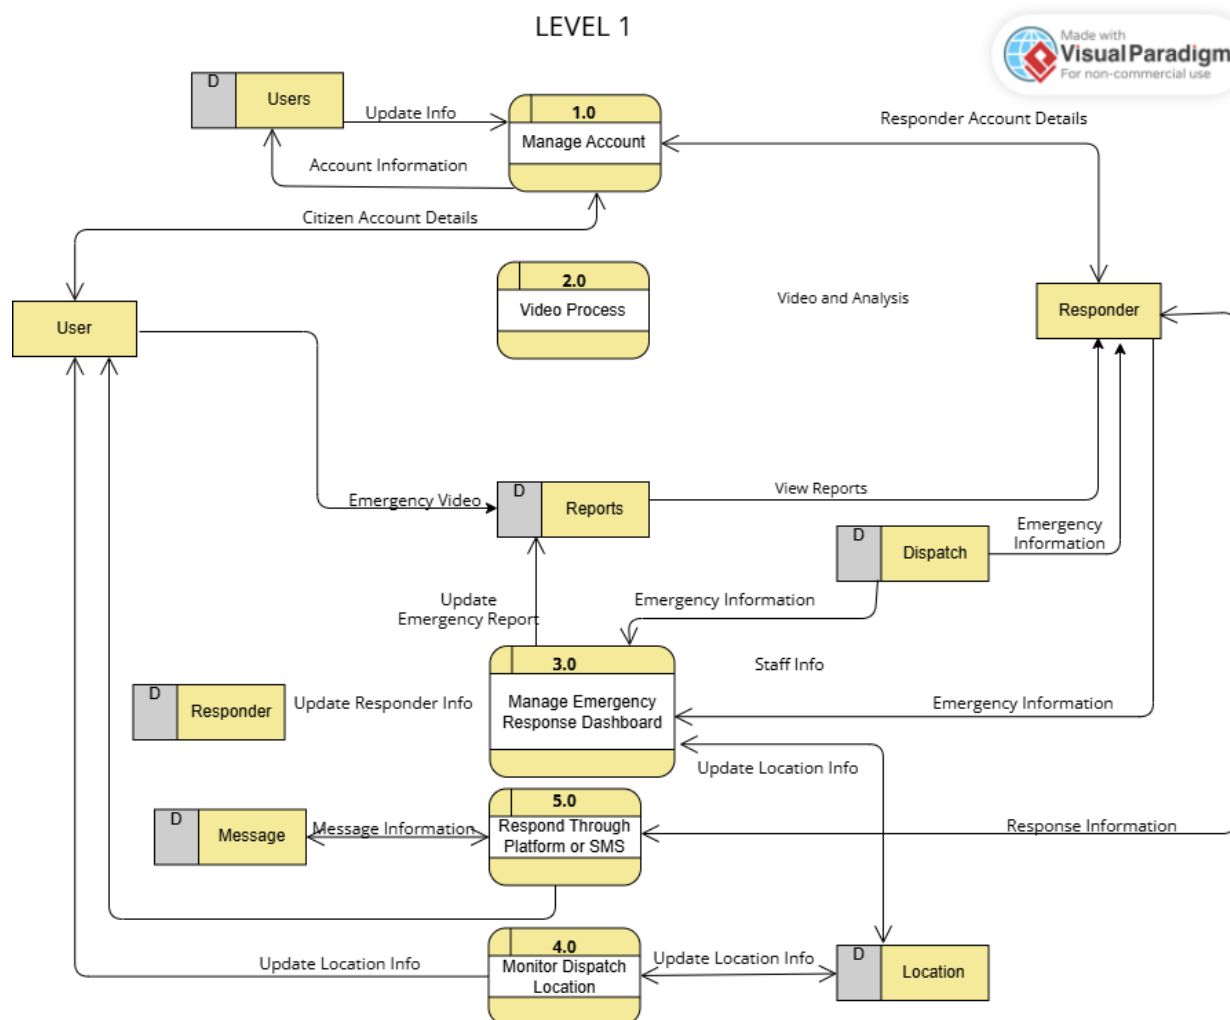 LEVEL 1
Made with
Visual Paradigm
For non-commercial use
D
Users
Update Info
1.0
Manage Account
Responder Account Details
Account Information
Citizen Account Details
2.0
Video Process
Video and Analysis
User
Responder
Emergency Video
D
Reports
View Reports
D
Dispatch
Emergency
Information
Update
Emergency Report
Emergency Information
3.0
Manage Emergency
Response Dashboard
Staff Info
D
Responder
Update Responder Info
Emergency Information
Update Location Info
D
Message
Message Information
5.0
Respond Through
Platform or SMS
Response Information
4.0
Monitor Dispatch
Location
Update Location Info
Update Location Info
D
Location